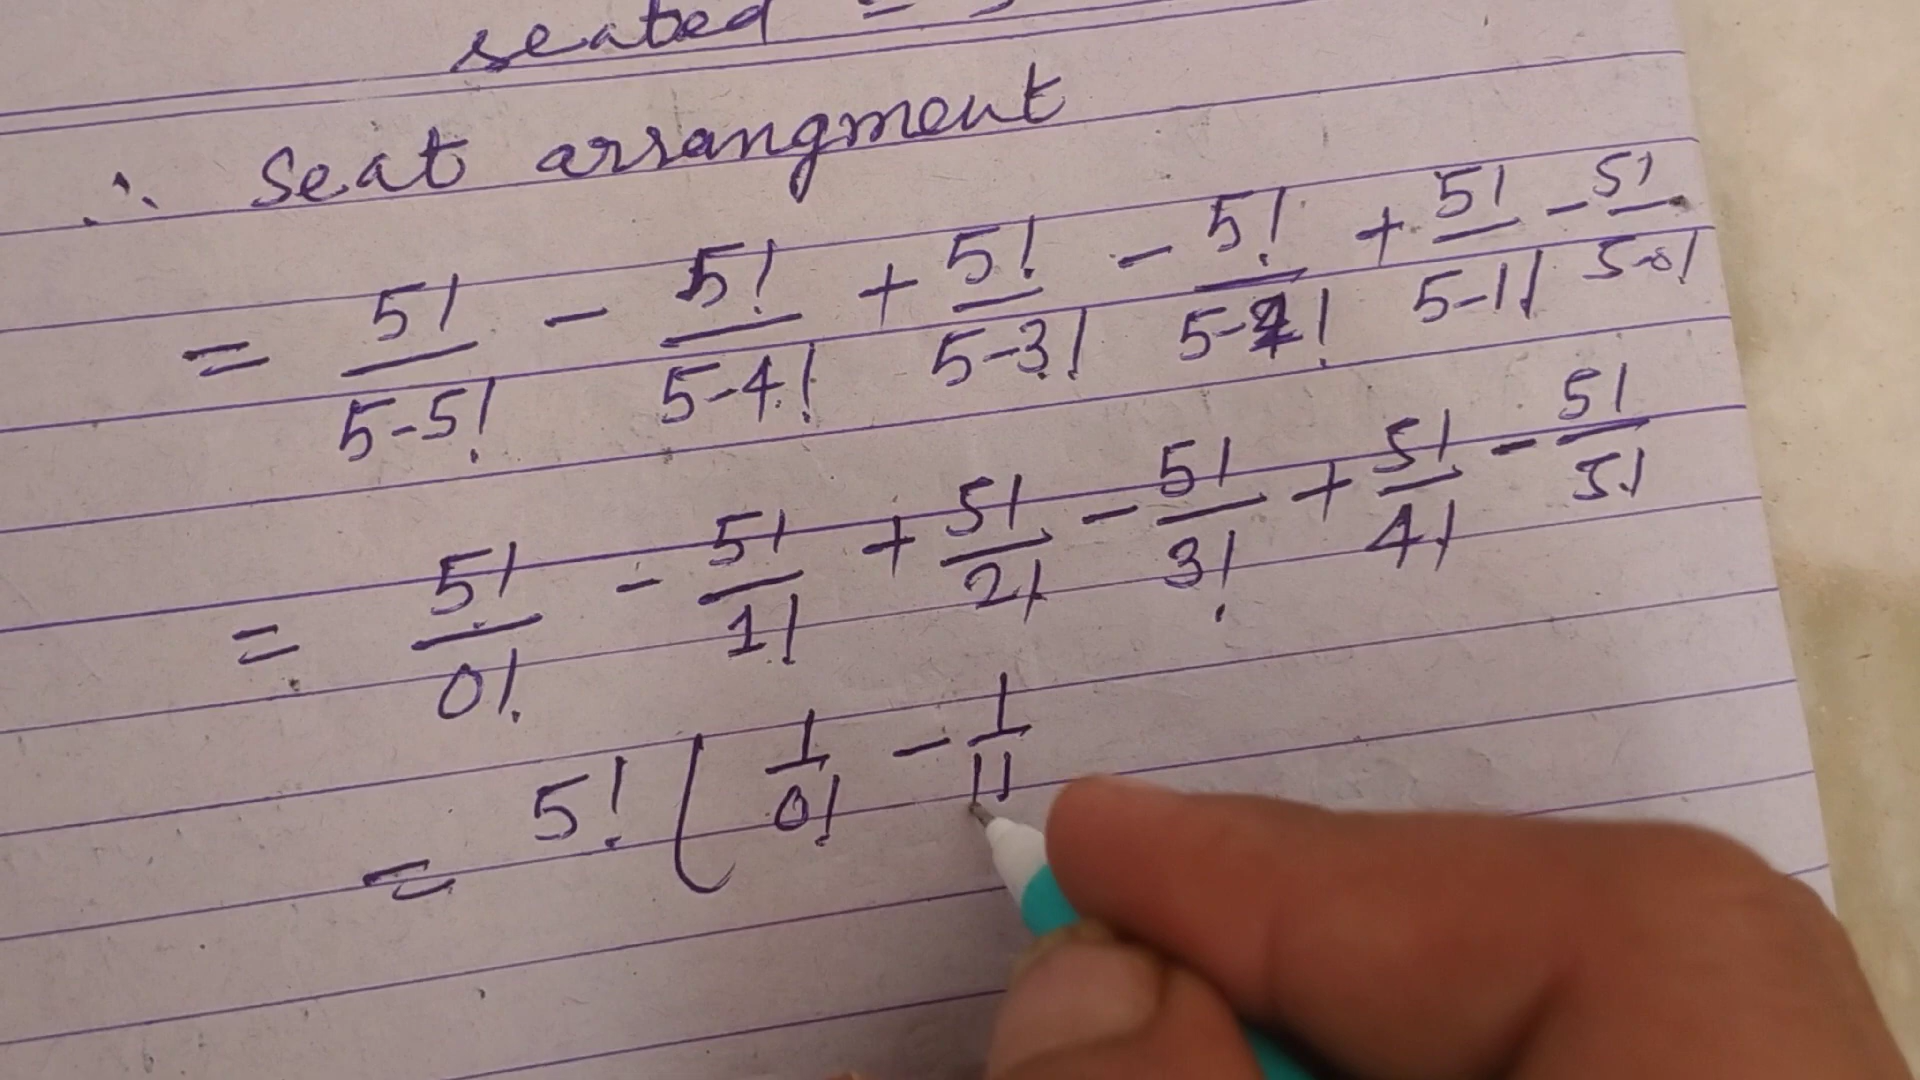 seated =
∴ Seat arrangment
= 5!/5-5! - 5!/5-4! + 5!/5-3! - 5!/5-2! + 5!/5-1! - 5!/5-0!
= 5!/0! - 5!/1! + 5!/2! - 5!/3! + 5!/4! - 5!/5!
= 5! ( 1/0! - 1/1!